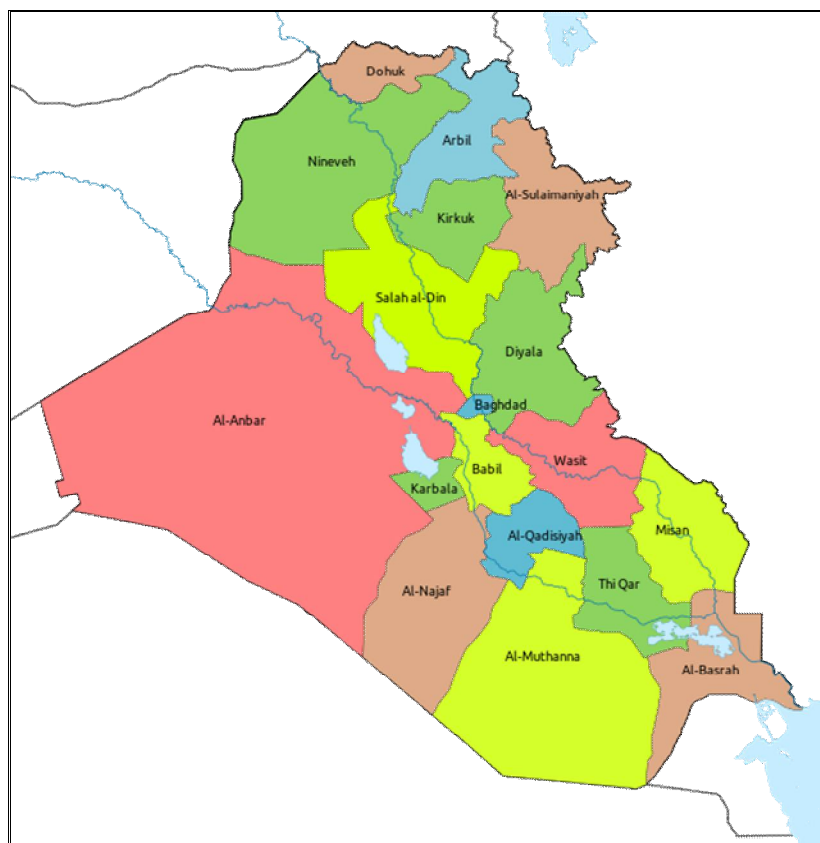 Dohuk
Arbil
Nineveh
Al-Sulaimaniyah
Kirkuk
Salah al-Din
Diyala
Baghdad
Al-Anbar
Wasit
Babil
Karbala
Misan
Al-Qadisiyah
Thi Qar
Al-Najaf
Al-Muthanna
Al-Basrah